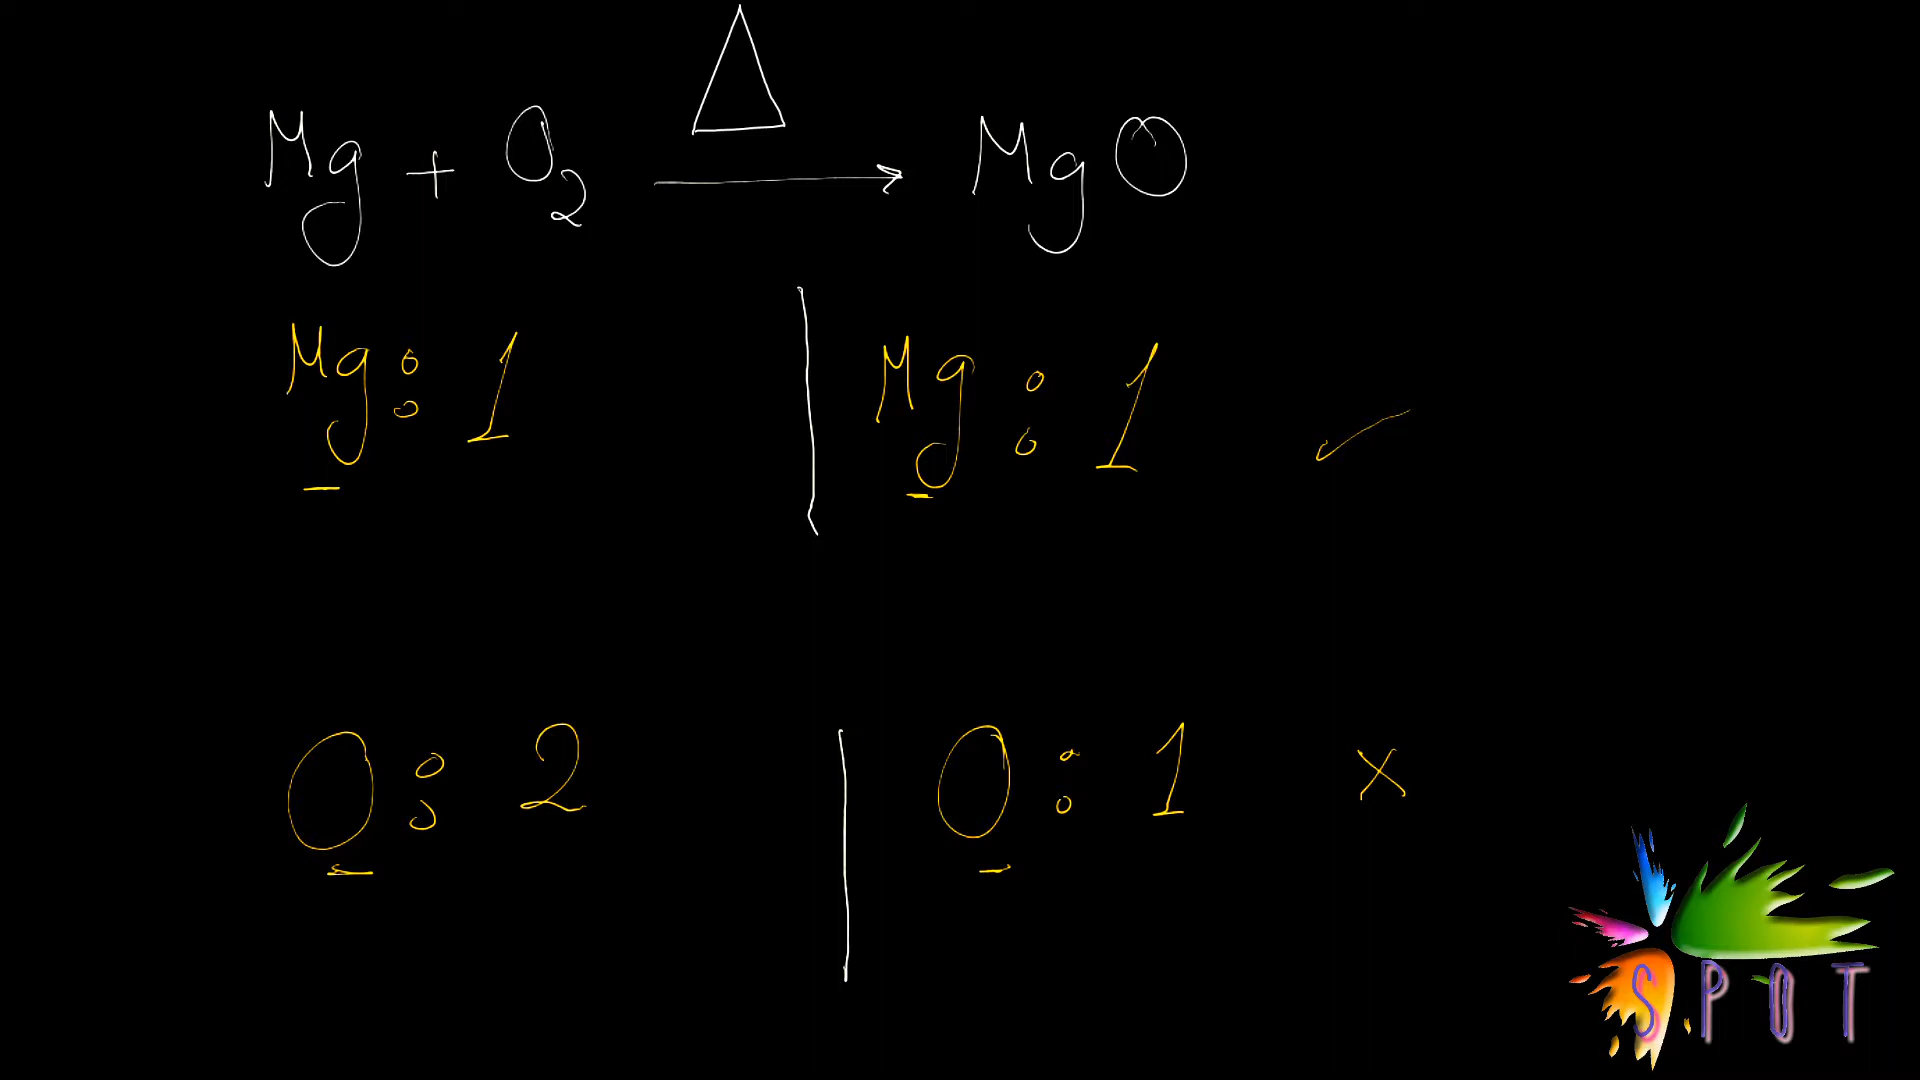 Mg + O₂ —Δ→ MgO
Mg: 1 | Mg: 1 ✓
O: 2 | O: 1 ×
SPOT